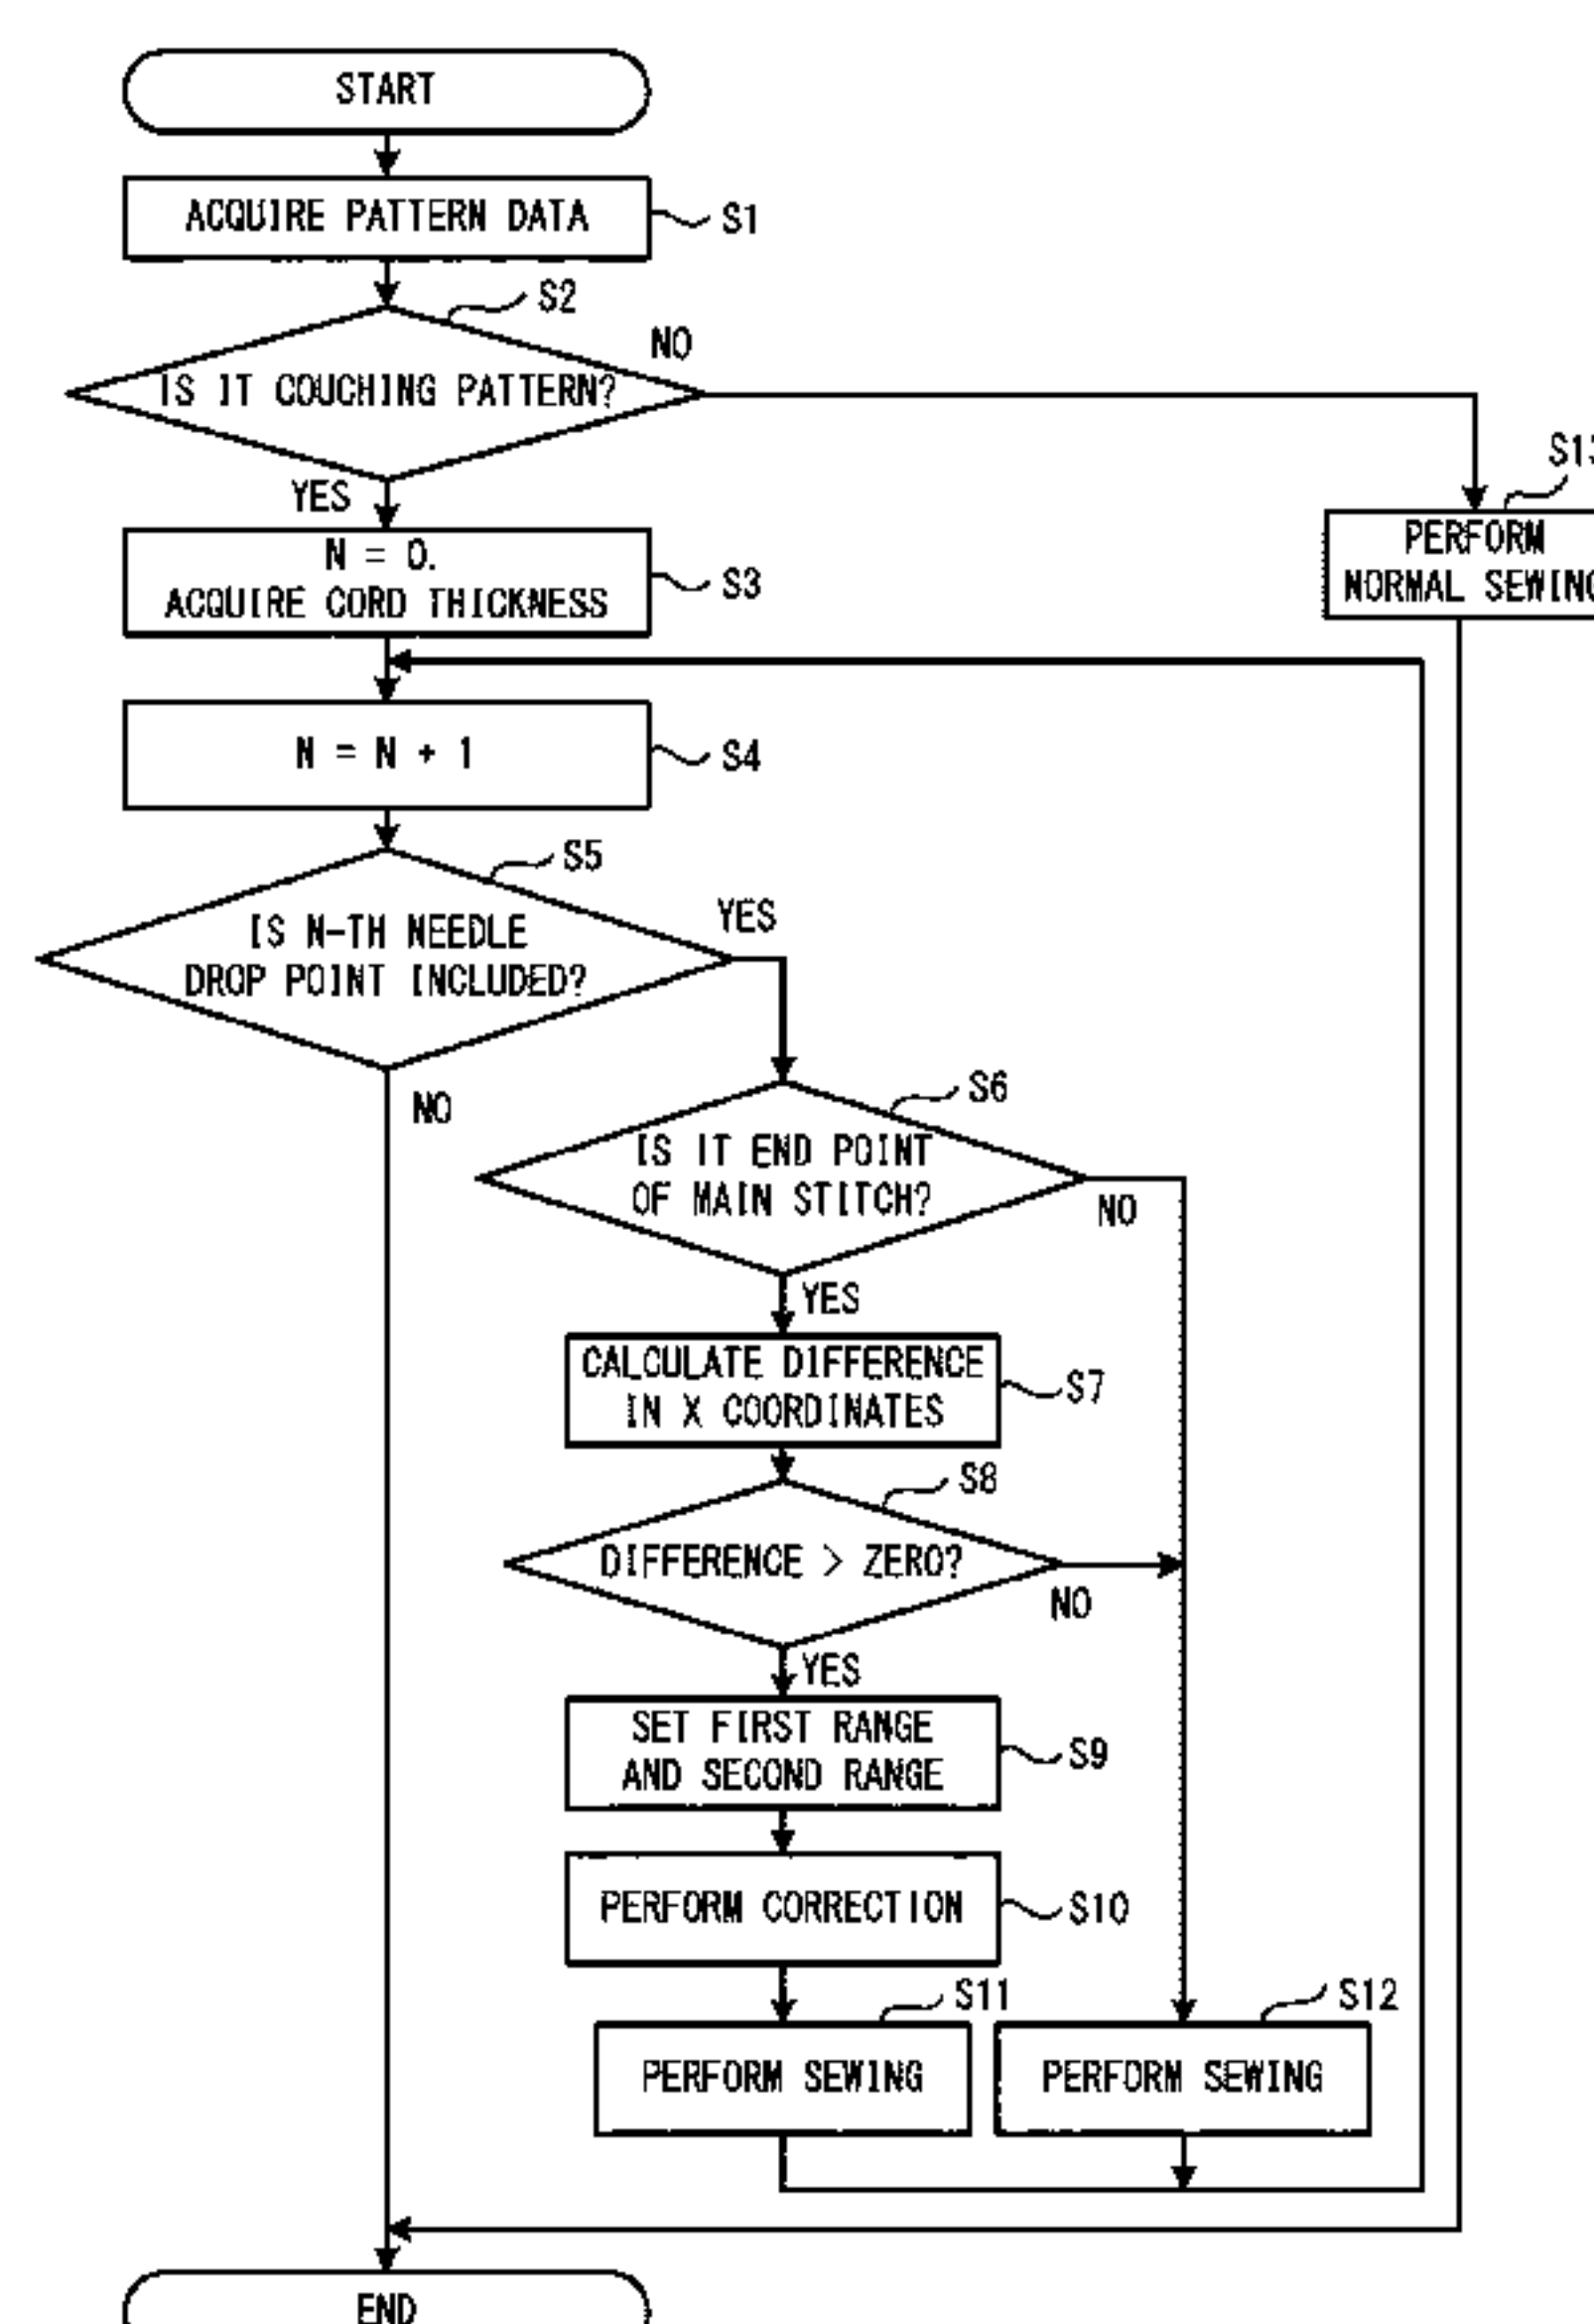 START
ACQUIRE PATTERN DATA
S1
S2
IS IT COUCHING PATTERN?
NO
YES
S13
PERFORM
NORMAL SEWING
N = 0.
ACQUIRE CORD THICKNESS
S3
N = N + 1
S4
S5
IS N-TH NEEDLE
DROP POINT INCLUDED?
YES
NO
S6
IS IT END POINT
OF MAIN STITCH?
NO
YES
CALCULATE DIFFERENCE
IN X COORDINATES
S7
S8
DIFFERENCE > ZERO?
NO
YES
SET FIRST RANGE
AND SECOND RANGE
S9
PERFORM CORRECTION
S10
S11
PERFORM SEWING
S12
PERFORM SEWING
END